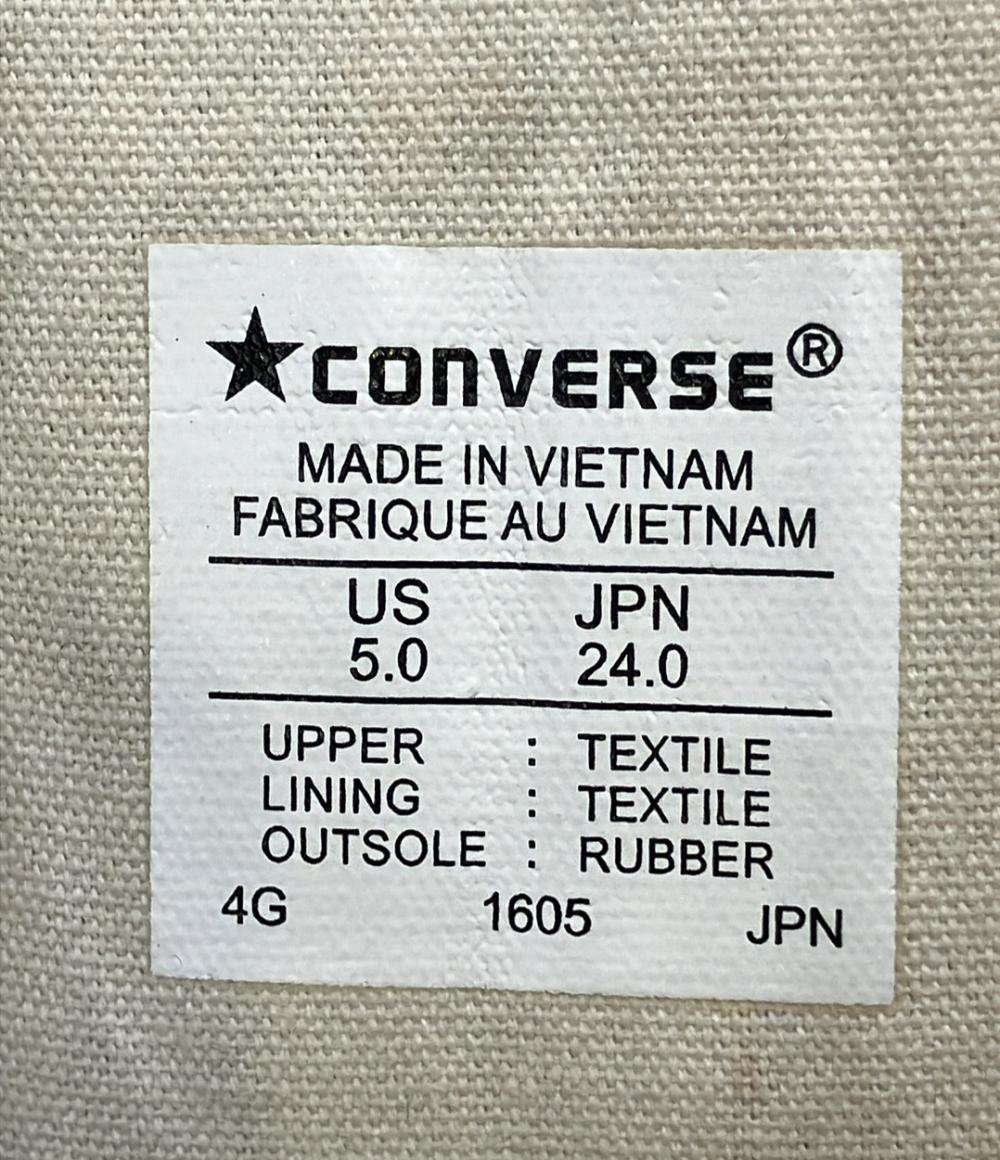 ★CONVERSE®
MADE IN VIETNAM
FABRIQUE AU VIETNAM
US JPN
5.0 24.0
UPPER : TEXTILE
LINING : TEXTILE
OUTSOLE : RUBBER
4G 1605 JPN